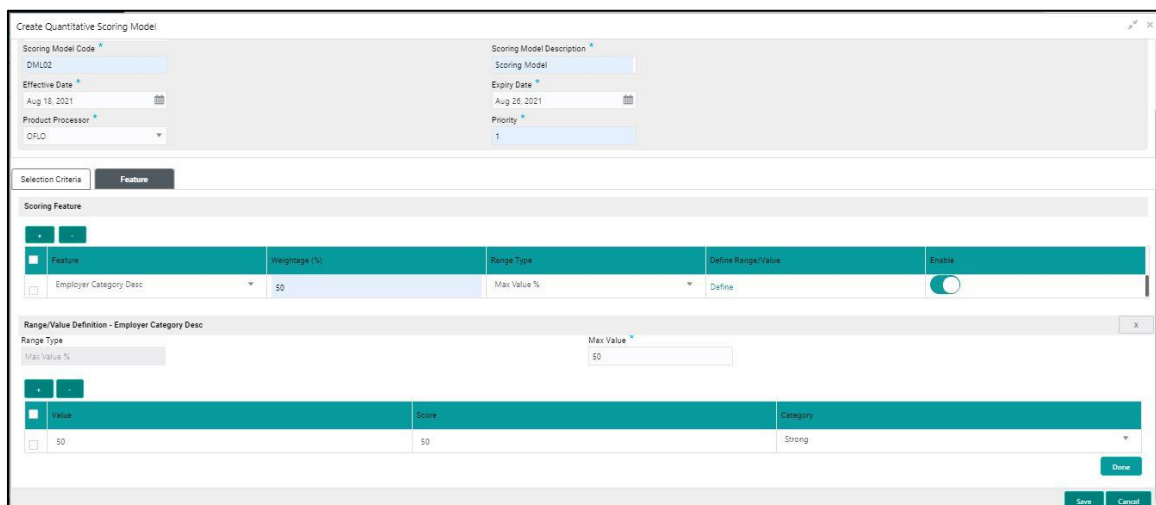 Create Quantitative Scoring Model
Scoring Model Code * Scoring Model Description *
DML02 Scoring Model
Effective Date * Expiry Date *
Aug 18, 2021 Aug 26, 2021
Product Processor * Priority *
OFLO 1
Selection Criteria Feature
Scoring Feature
+ -
Feature Weightage (%) Range Type Define Range/Value Enable
Employer Category Desc 50 Max Value % Define
Range/Value Definition - Employer Category Desc X
Range Type Max Value *
Max Value % 50
+ -
Value Score Category
50 50 Strong
Done
Save Cancel